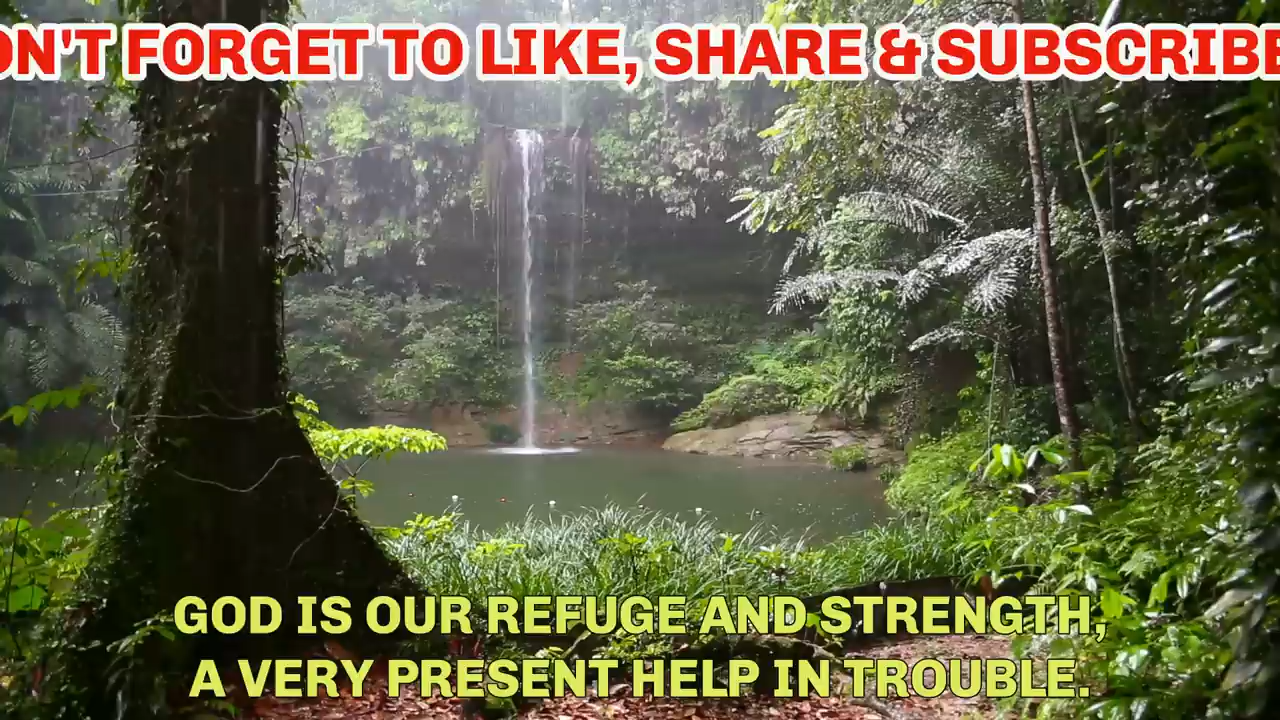 ON'T FORGET TO LIKE, SHARE & SUBSCRIBE
GOD IS OUR REFUGE AND STRENGTH,
A VERY PRESENT HELP IN TROUBLE.